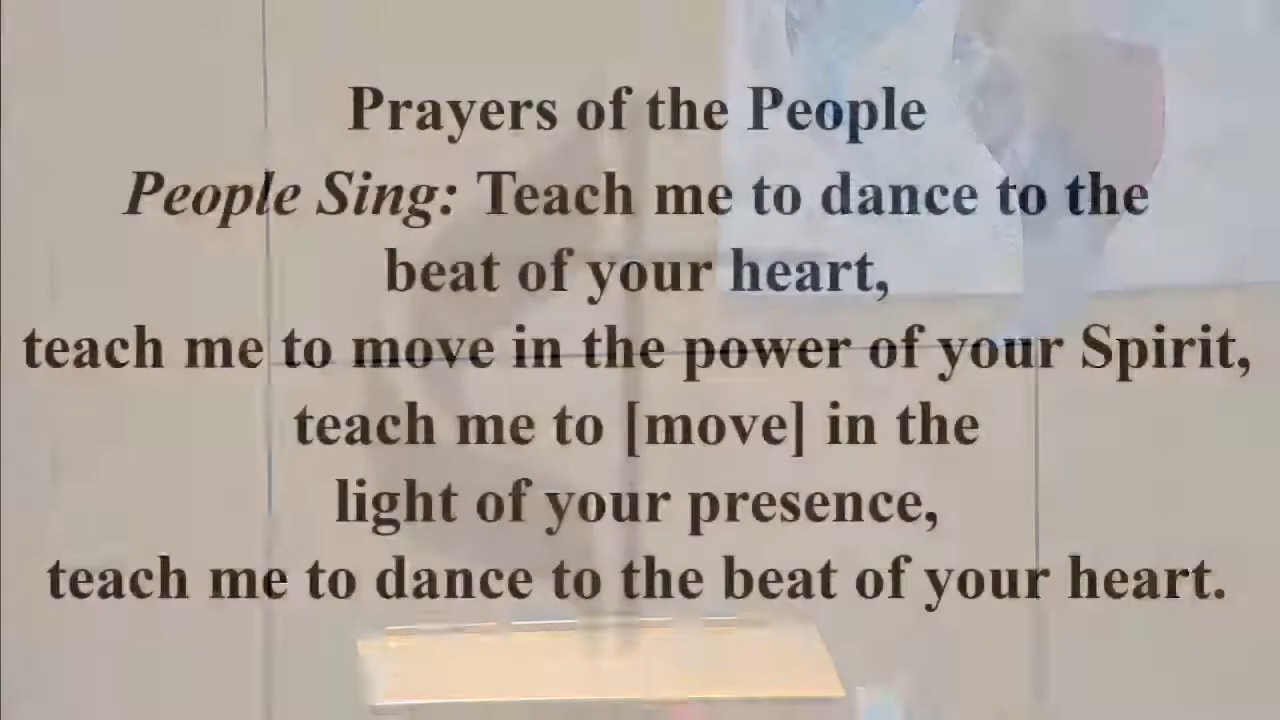 Prayers of the People
People Sing: Teach me to dance to the
beat of your heart,
teach me to move in the power of your Spirit,
teach me to [move] in the
light of your presence,
teach me to dance to the beat of your heart.